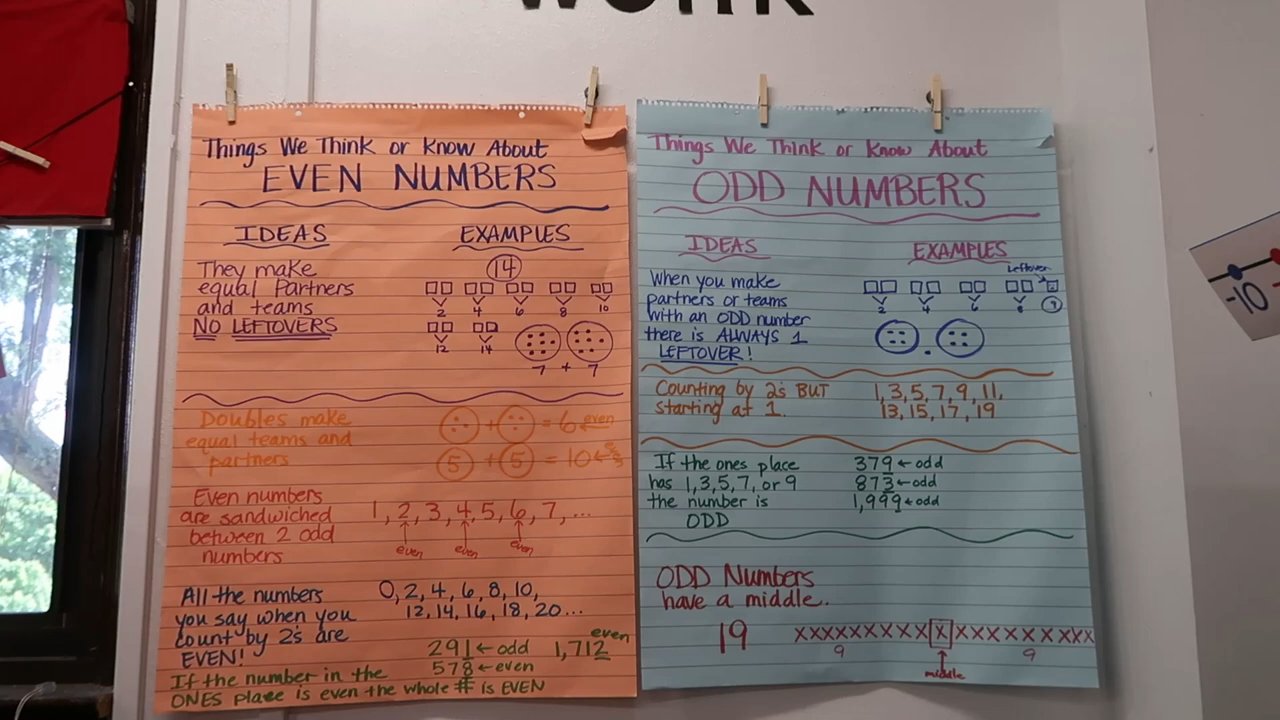 WORK
Things We Think or Know About
EVEN NUMBERS
IDEAS
EXAMPLES
They make
equal Partners
and teams
NO LEFTOVERS
14
2 4 6 8 10
12 14
7 + 7
Doubles make
equal teams and
partners
+ = 6 ← even
5 + 5 = 10 ← even
Even numbers
are sandwiched
between 2 odd
numbers
1, 2, 3, 4, 5, 6, 7, ...
even even even
All the numbers
you say when you
count by 2's are
EVEN!
0, 2, 4, 6, 8, 10,
12, 14, 16, 18, 20...
291 ← odd
578 ← even
1,712 even
If the number in the
ONES place is even the whole # is EVEN
Things We Think or Know About
ODD NUMBERS
IDEAS
EXAMPLES
When you make
partners or teams
with an ODD number
there is ALWAYS 1
LEFTOVER!
Leftover
2 4 6 8 9
Counting by 2s BUT
starting at 1.
1, 3, 5, 7, 9, 11,
13, 15, 17, 19
If the ones place
has 1, 3, 5, 7, or 9
the number is
ODD
379 ← odd
873 ← odd
1,999 ← odd
ODD Numbers
have a middle.
19
XXXXXXXXX X XXXXXXXXX
9 9
middle
-10